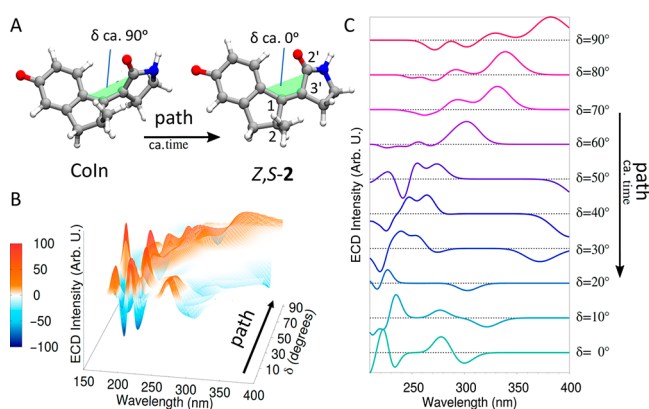 A
δ ca. 90°
δ ca. 0°
2'
3'
1
2
path
ca.time
CoIn
Z,S-2
B
ECD Intensity (Arb. U.)
100
50
0
−50
−100
150 200 250 300 350 400
Wavelength (nm)
path
90
70
50
30
10
δ (degrees)
C
ECD Intensity (Arb. U.)
δ=90°
δ=80°
δ=70°
δ=60°
δ=50°
δ=40°
δ=30°
δ=20°
δ=10°
δ= 0°
path
ca. time
250 300 350 400
Wavelength (nm)